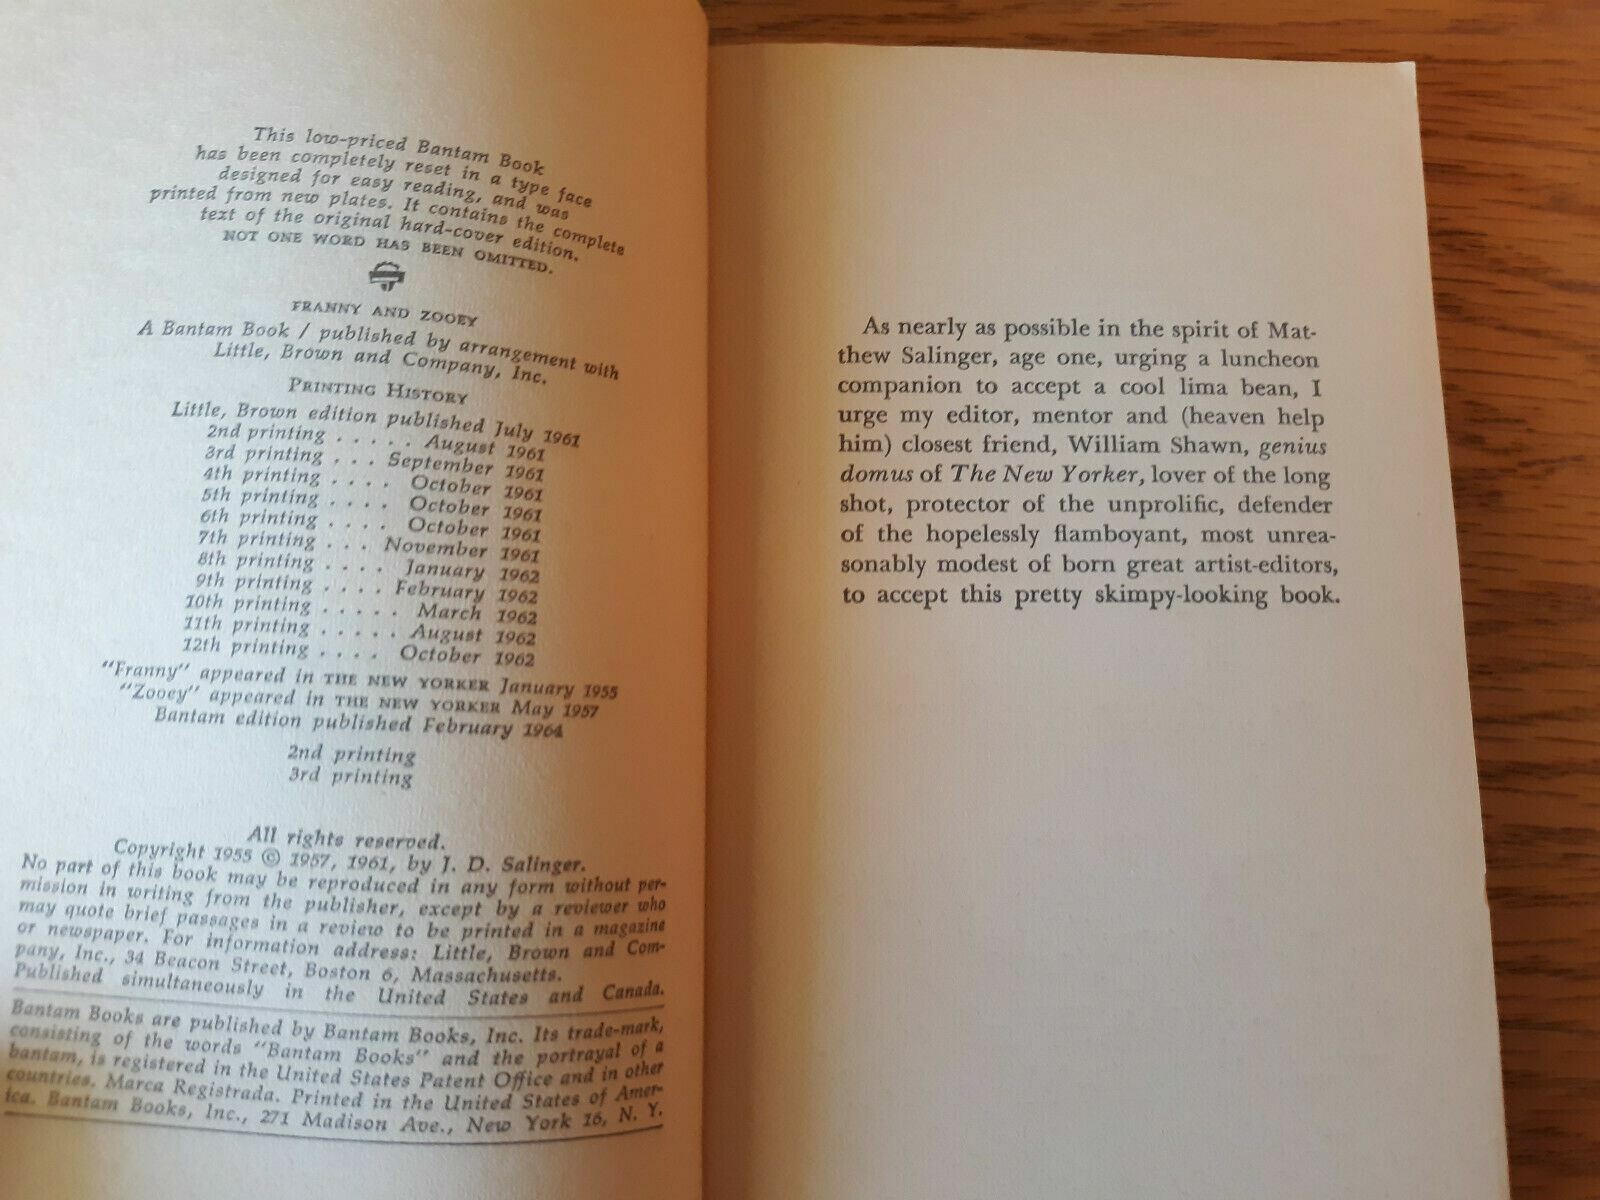 This low-priced Bantam Book
has been completely reset in a type face
designed for easy reading, and was
printed from new plates. It contains the complete
text of the original hard-cover edition.
NOT ONE WORD HAS BEEN OMITTED.
FRANNY AND ZOOEY
A Bantam Book / published by arrangement with
Little, Brown and Company, Inc.
PRINTING HISTORY
Little, Brown edition published July 1961
2nd printing . . . . . August 1961
3rd printing . . . September 1961
4th printing . . . . October 1961
5th printing . . . . October 1961
6th printing . . . . October 1961
7th printing . . . November 1961
8th printing . . . . January 1962
9th printing . . . . February 1962
10th printing . . . . . March 1962
11th printing . . . . . August 1962
12th printing . . . . October 1962
"Franny" appeared in THE NEW YORKER January 1955
"Zooey" appeared in THE NEW YORKER May 1957
Bantam edition published February 1964
2nd printing
3rd printing
All rights reserved.
Copyright 1955 © 1957, 1961, by J. D. Salinger.
No part of this book may be reproduced in any form without per-
mission in writing from the publisher, except by a reviewer who
may quote brief passages in a review to be printed in a magazine
or newspaper. For information address: Little, Brown and Com-
pany, Inc., 34 Beacon Street, Boston 6, Massachusetts.
Published simultaneously in the United States and Canada.
Bantam Books are published by Bantam Books, Inc. Its trade-mark,
consisting of the words "Bantam Books" and the portrayal of a
bantam, is registered in the United States Patent Office and in other
countries. Marca Registrada. Printed in the United States of Amer-
ica. Bantam Books, Inc., 271 Madison Ave., New York 16, N. Y.
As nearly as possible in the spirit of Mat-
thew Salinger, age one, urging a luncheon
companion to accept a cool lima bean, I
urge my editor, mentor and (heaven help
him) closest friend, William Shawn, genius
domus of The New Yorker, lover of the long
shot, protector of the unprolific, defender
of the hopelessly flamboyant, most unrea-
sonably modest of born great artist-editors,
to accept this pretty skimpy-looking book.